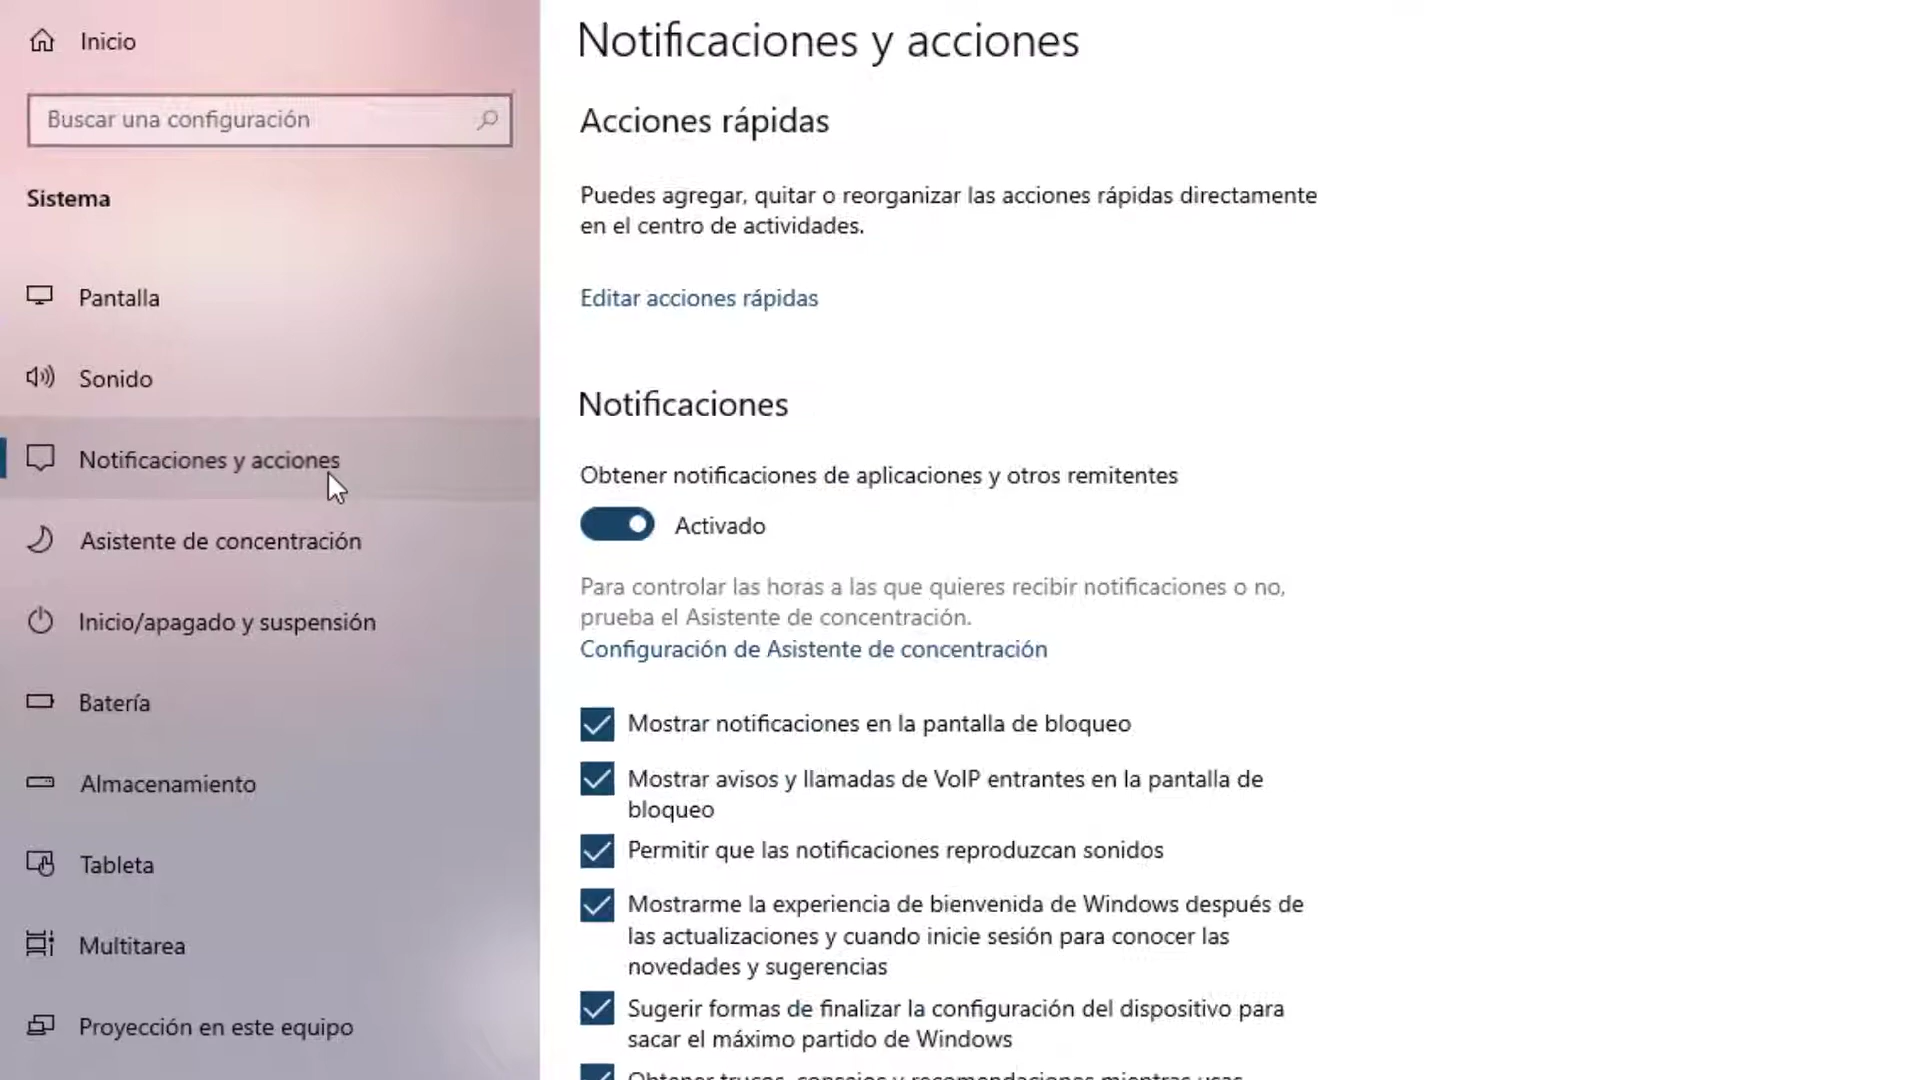 Inicio
Buscar una configuración
Sistema
Pantalla
Sonido
Notificaciones y acciones
Asistente de concentración
Inicio/apagado y suspensión
Batería
Almacenamiento
Tableta
Multitarea
Proyección en este equipo
Notificaciones y acciones
Acciones rápidas
Puedes agregar, quitar o reorganizar las acciones rápidas directamente
en el centro de actividades.
Editar acciones rápidas
Notificaciones
Obtener notificaciones de aplicaciones y otros remitentes
Activado
Para controlar las horas a las que quieres recibir notificaciones o no,
prueba el Asistente de concentración.
Configuración de Asistente de concentración
Mostrar notificaciones en la pantalla de bloqueo
Mostrar avisos y llamadas de VoIP entrantes en la pantalla de
bloqueo
Permitir que las notificaciones reproduzcan sonidos
Mostrarme la experiencia de bienvenida de Windows después de
las actualizaciones y cuando inicie sesión para conocer las
novedades y sugerencias
Sugerir formas de finalizar la configuración del dispositivo para
sacar el máximo partido de Windows
Obtener trucos, consejos y recomendaciones mientras usas